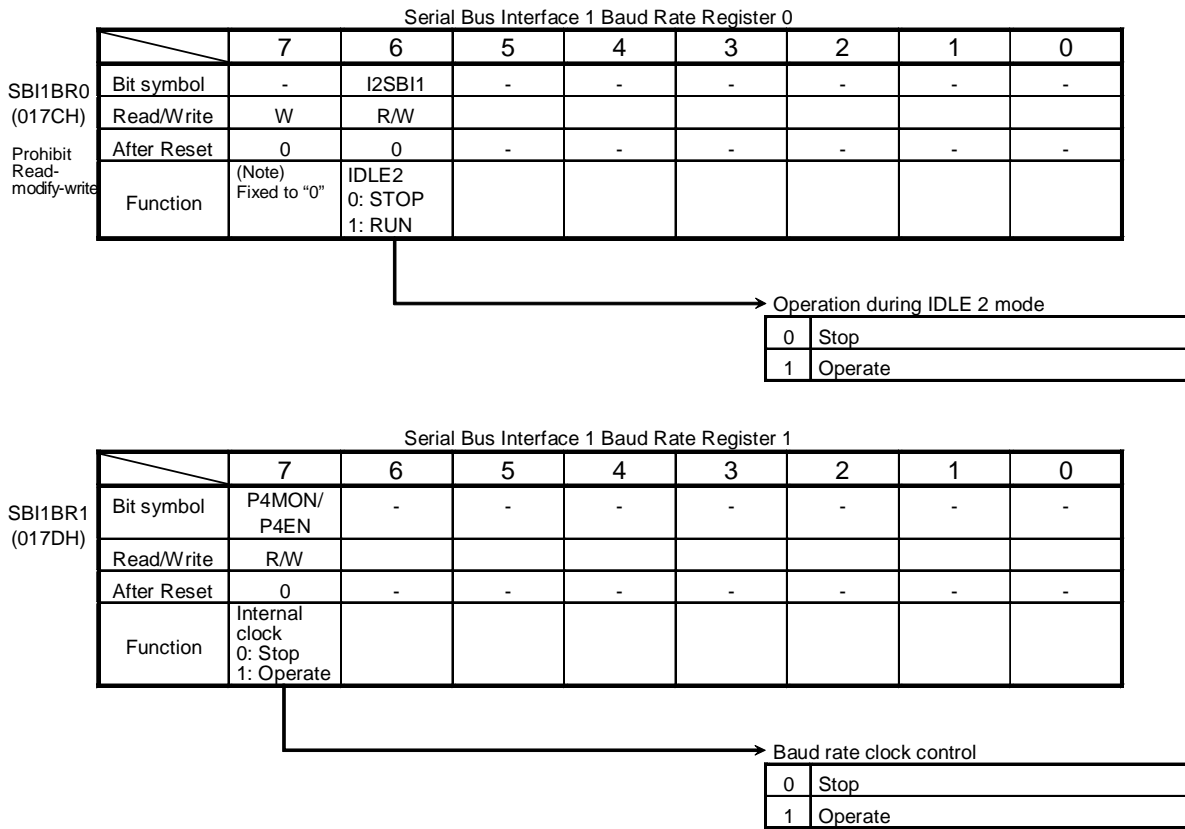 Serial Bus Interface 1 Baud Rate Register 0
7 6 5 4 3 2 1 0
SBI1BR0
(017CH)
Prohibit
Read-
modify-write
Bit symbol - I2SBI1 - - - - - -
Read/Write W R/W
After Reset 0 0 - - - - - -
Function
(Note)
Fixed to “0”
IDLE2
0: STOP
1: RUN
Operation during IDLE 2 mode
0 Stop
1 Operate
Serial Bus Interface 1 Baud Rate Register 1
7 6 5 4 3 2 1 0
SBI1BR1
(017DH)
Bit symbol P4MON/
P4EN - - - - - - -
Read/Write R/W
After Reset 0 - - - - - - -
Function
Internal
clock
0: Stop
1: Operate
Baud rate clock control
0 Stop
1 Operate